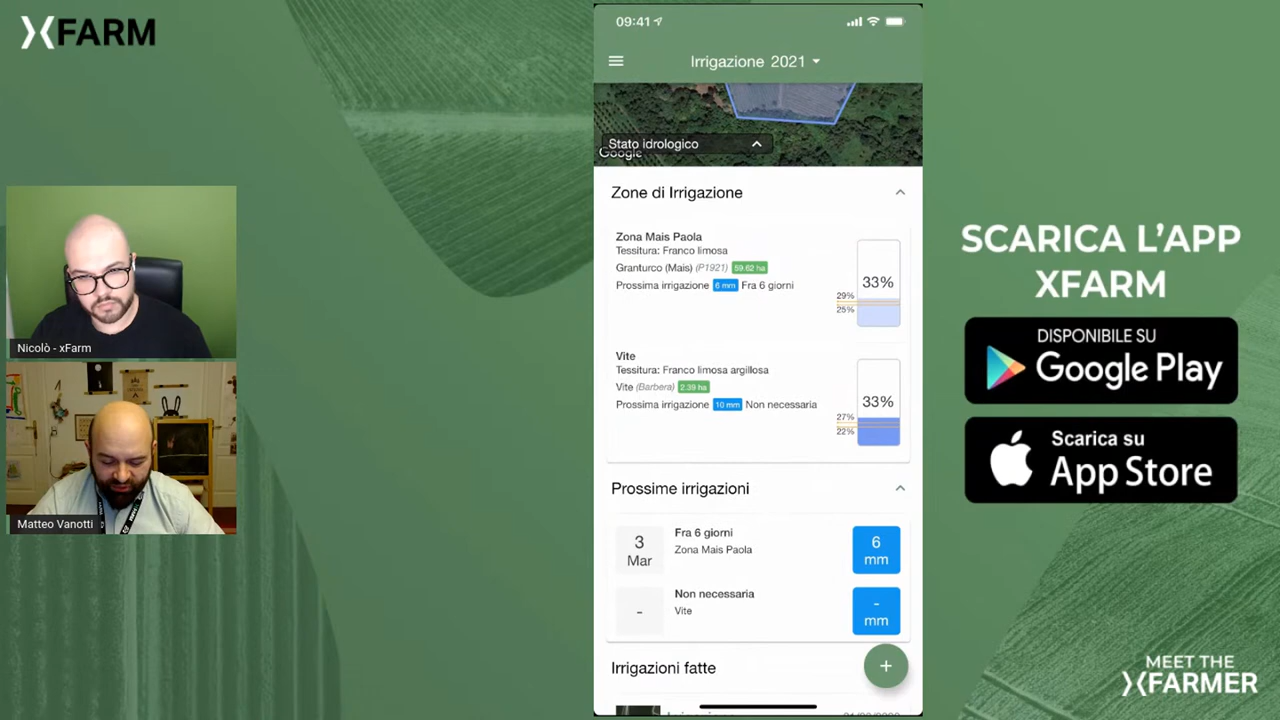 XFARM
Nicolò - xFarm
Matteo Vanotti
09:41
Irrigazione 2021
Stato idrologico
Google
Zone di Irrigazione
Zona Mais Paola
Tessitura: Franco limosa
Granturco (Mais) (P1921) 59.62 ha
Prossima irrigazione 6 mm Fra 6 giorni
33%
29%
25%
Vite
Tessitura: Franco limosa argillosa
Vite (Barbera) 2.39 ha
Prossima irrigazione 10 mm Non necessaria
33%
27%
22%
Prossime irrigazioni
3
Mar
Fra 6 giorni
Zona Mais Paola
6
mm
-
Non necessaria
Vite
-
mm
Irrigazioni fatte
+
SCARICA L'APP
XFARM
DISPONIBILE SU
Google Play
Scarica su
App Store
MEET THE
XFARMER